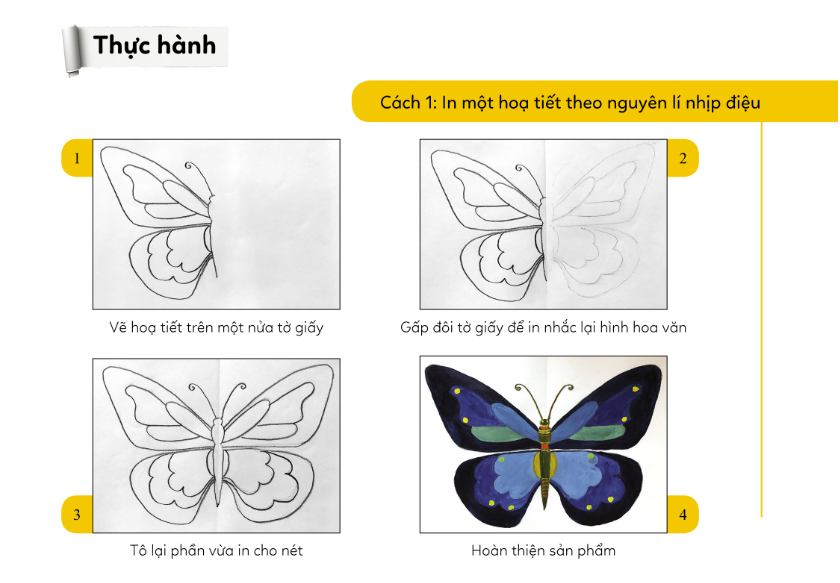 Thực hành
Cách 1: In một hoạ tiết theo nguyên lí nhịp điệu
1
2
Vẽ hoạ tiết trên một nửa tờ giấy
Gấp đôi tờ giấy để in nhắc lại hình hoa văn
3
4
Tô lại phần vừa in cho nét
Hoàn thiện sản phẩm